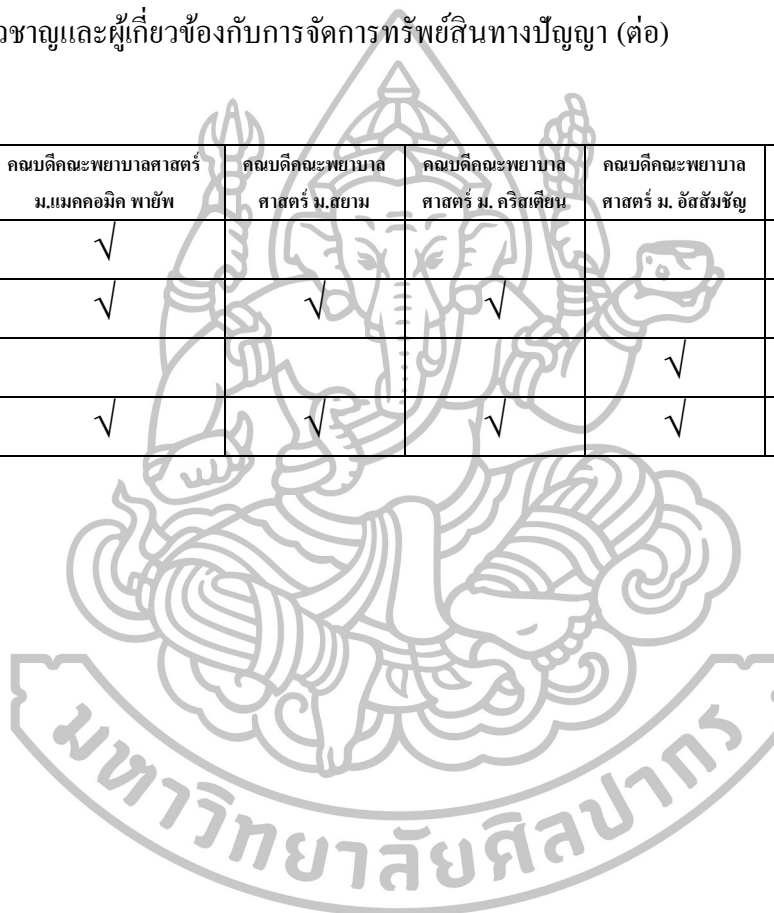 วชาญและผู้เกี่ยวข้องกับการจัดการทรัพย์สินทางปัญญา (ต่อ)
คณบดีคณะพยาบาลศาสตร์ ม.แมคคอมิค พายัพ คณบดีคณะพยาบาลศาสตร์ ม.สยาม คณบดีคณะพยาบาลศาสตร์ ม. คริสเตียน คณบดีคณะพยาบาลศาสตร์ ม. อัสสัมชัญ
√
√ √ √
√
√ √ √ √
มหาวิทยาลัยศิลปากร